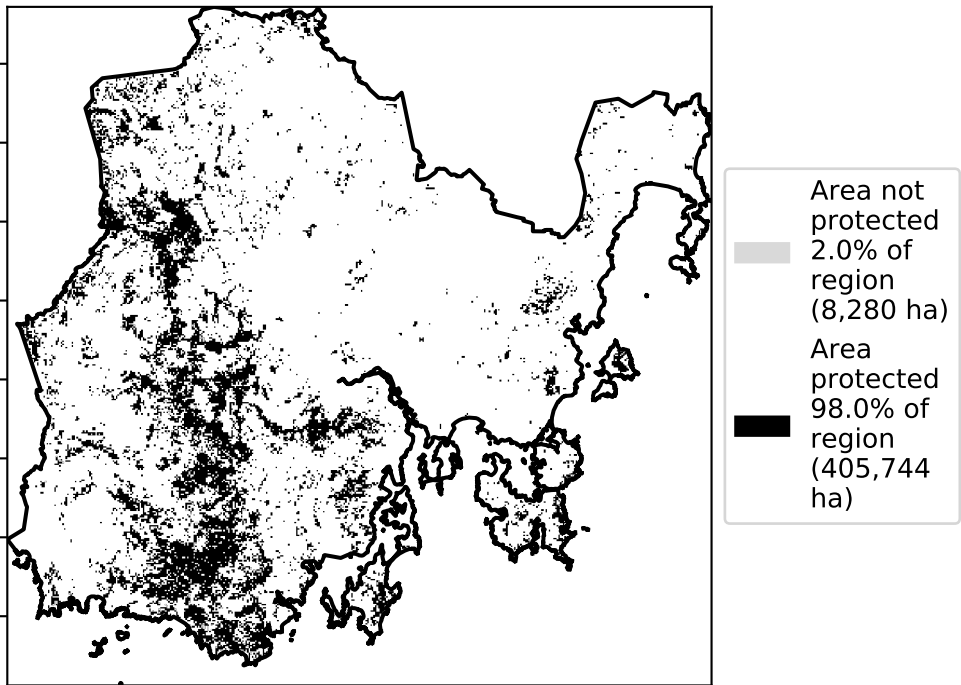 Area not
protected
2.0% of
region
(8,280 ha)
Area
protected
98.0% of
region
(405,744
ha)